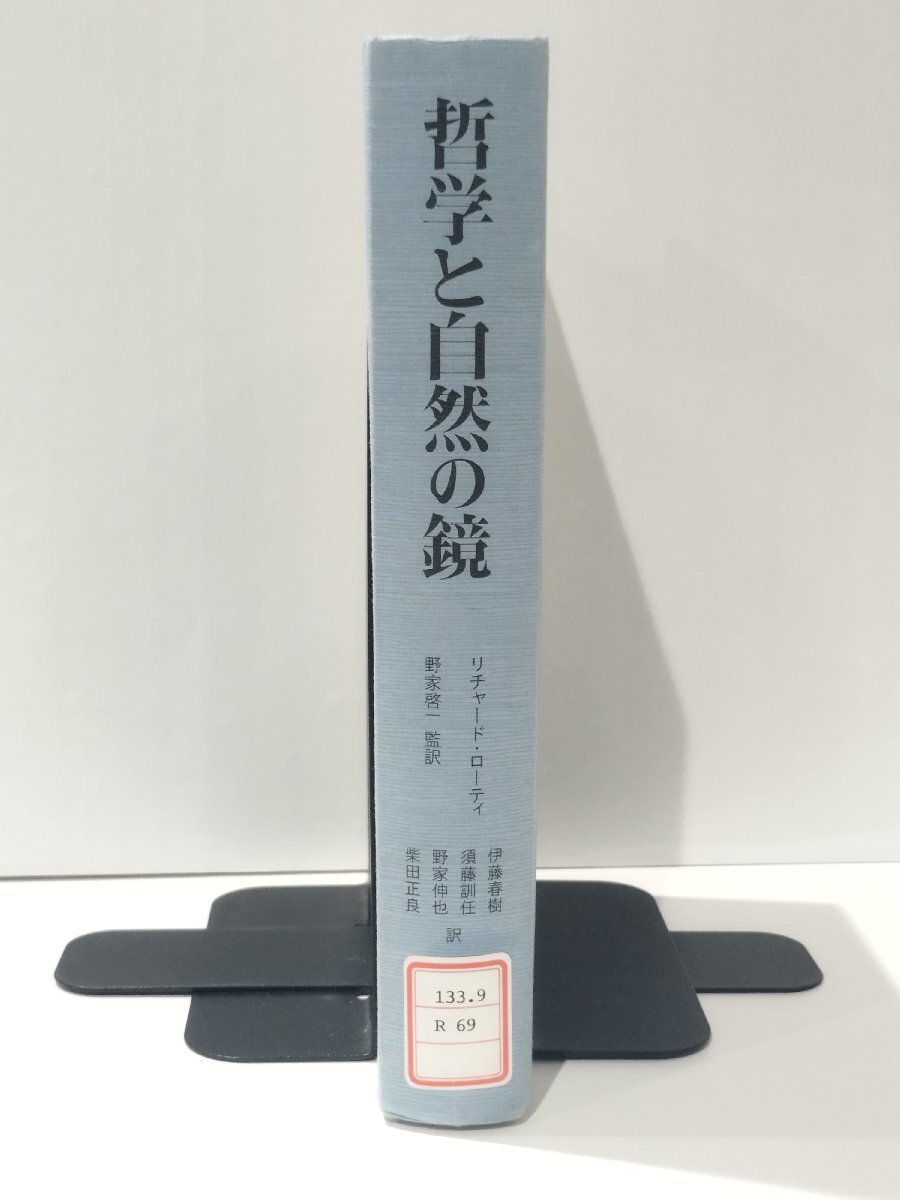 哲学と自然の鏡
リチャード・ローティ
野家啓一 監訳
伊藤春樹
須藤訓任
野家伸也
柴田正良
訳
133.9
R 69